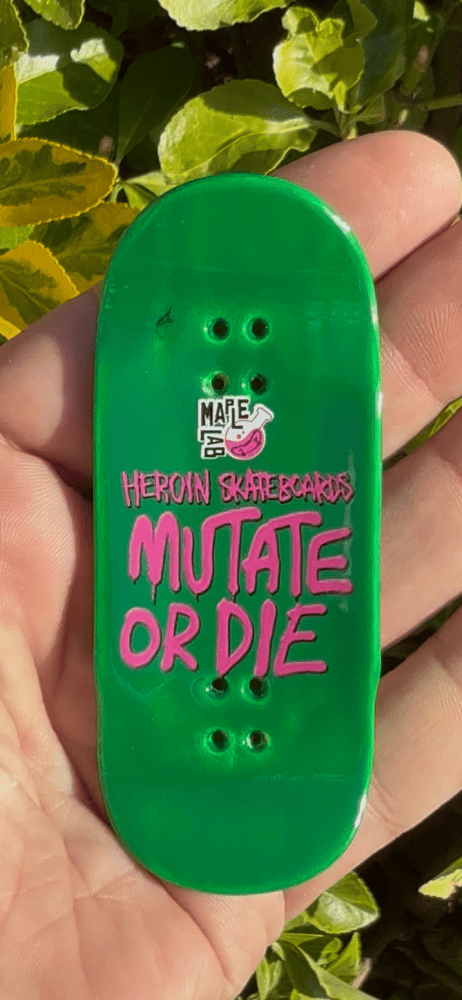 MAPLE
LAB
HEROIN SKATEBOARDS
MUTATE
OR DIE